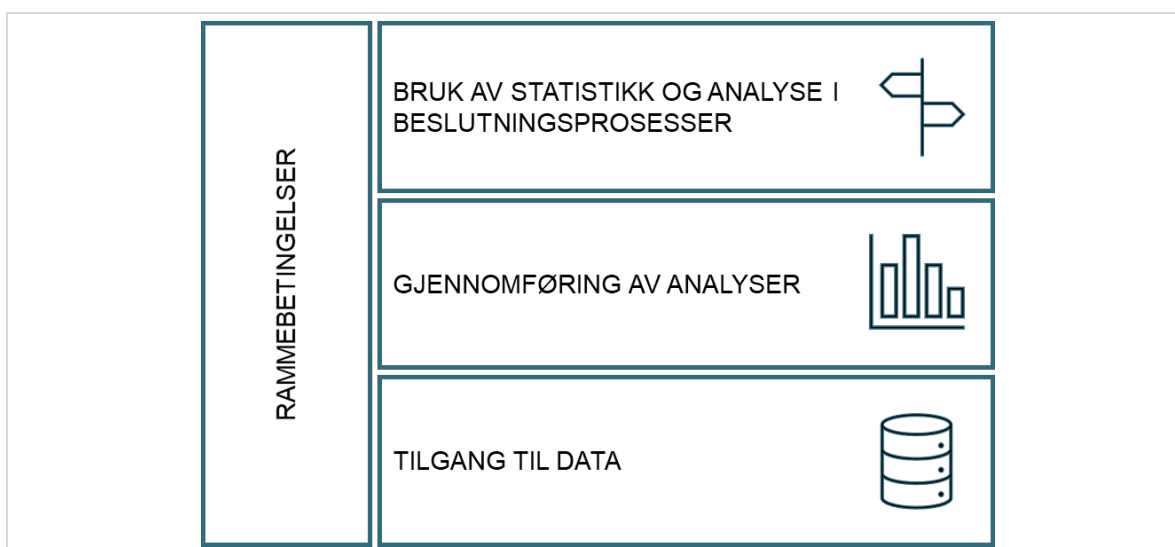 RAMMEBETINGELSER
BRUK AV STATISTIKK OG ANALYSE I
BESLUTNINGSPROSESSER
GJENNOMFØRING AV ANALYSER
TILGANG TIL DATA